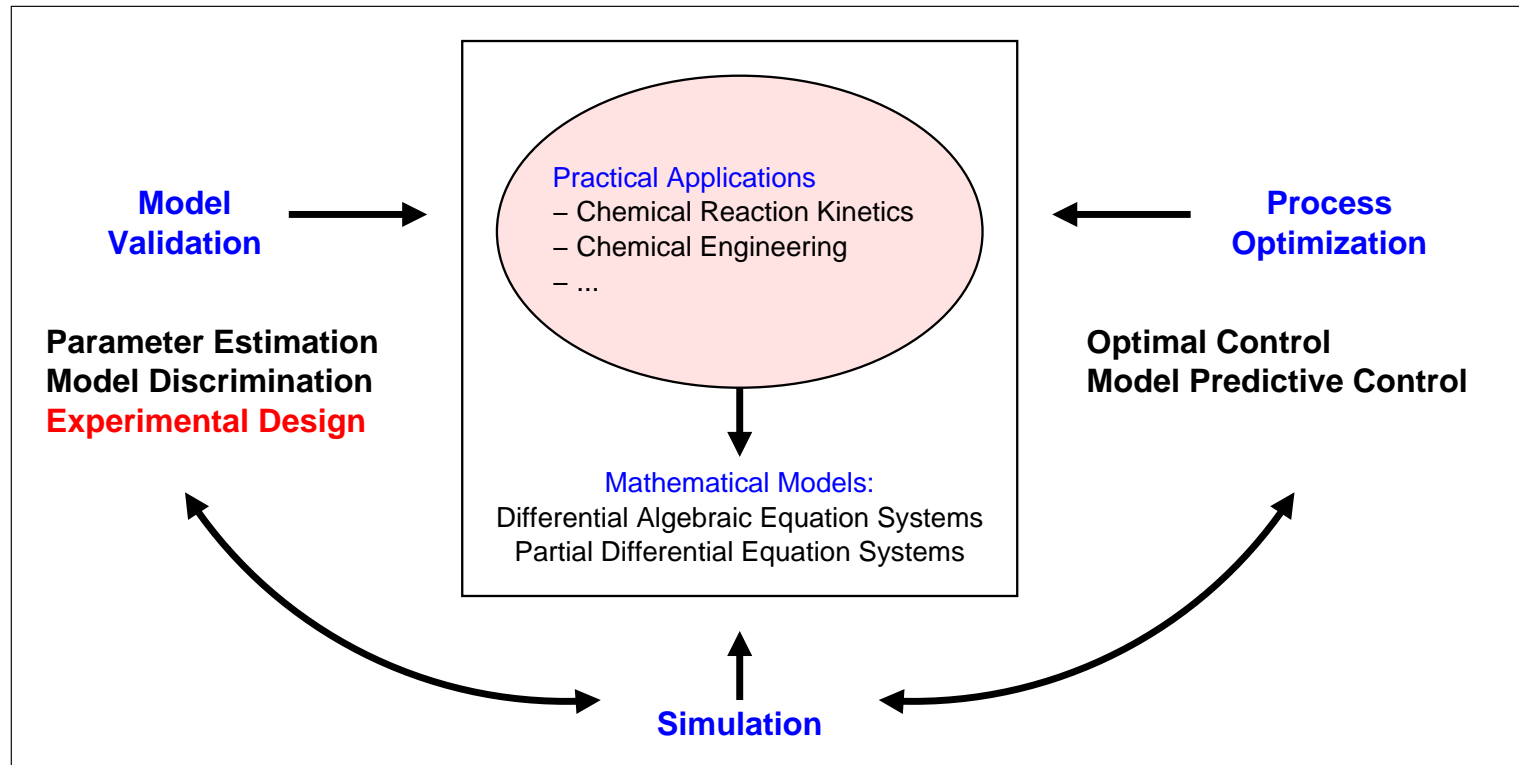 Model
Validation
Parameter Estimation
Model Discrimination
Experimental Design
Practical Applications
– Chemical Reaction Kinetics
– Chemical Engineering
– ...
Mathematical Models:
Differential Algebraic Equation Systems
Partial Differential Equation Systems
Process
Optimization
Optimal Control
Model Predictive Control
Simulation